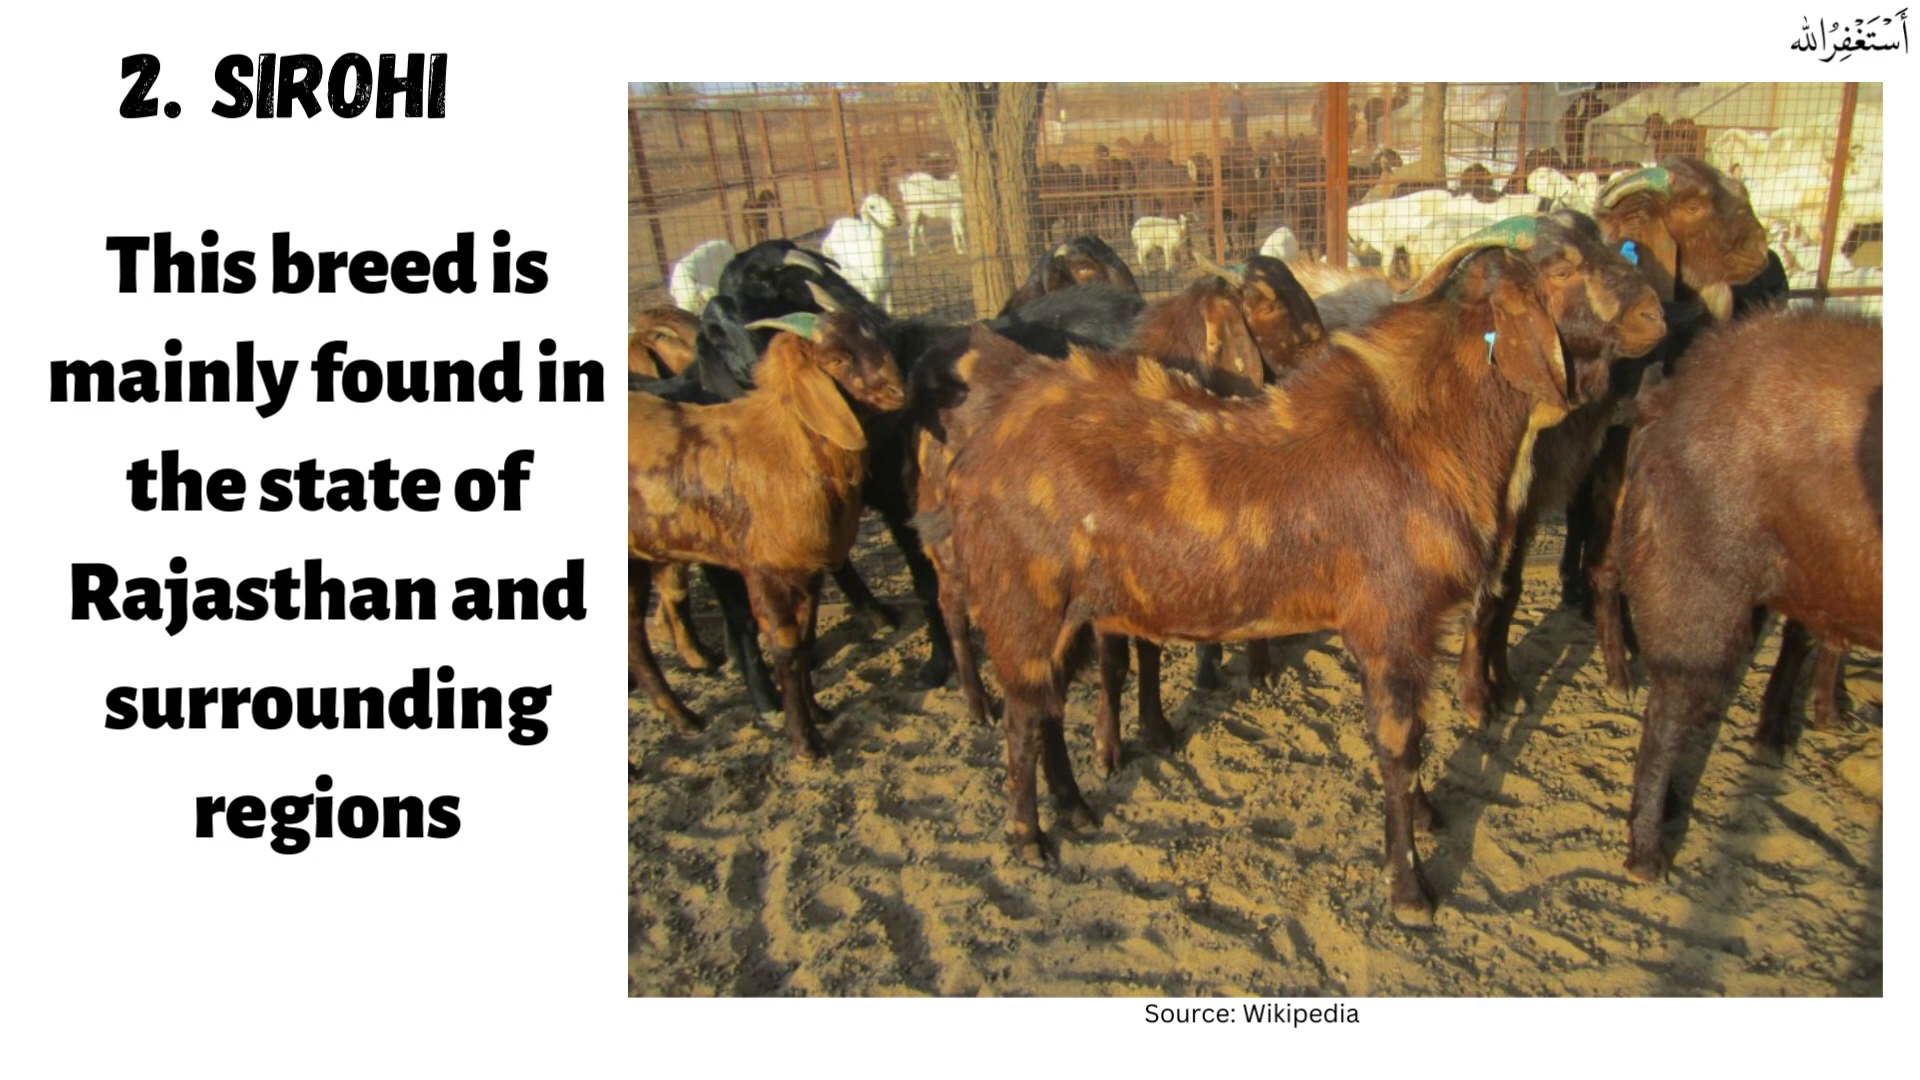 أَسْتَغْفِرُالله
2. SIROHI
This breed is
mainly found in
the state of
Rajasthan and
surrounding
regions
Source: Wikipedia